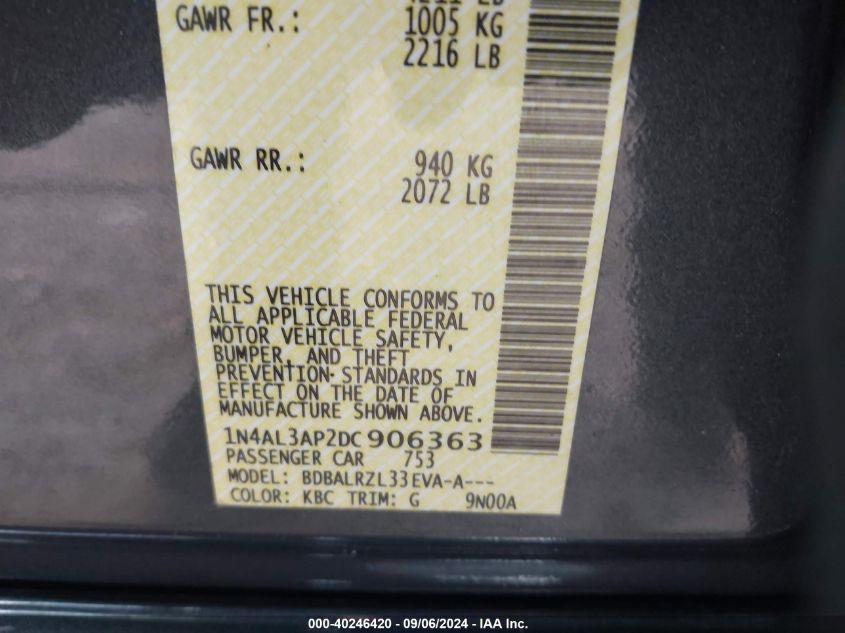 GAWR FR.: 1005 KG
2216 LB
GAWR RR.: 940 KG
2072 LB
THIS VEHICLE CONFORMS TO
ALL APPLICABLE FEDERAL
MOTOR VEHICLE SAFETY,
BUMPER, AND THEFT
PREVENTION STANDARDS IN
EFFECT ON THE DATE OF
MANUFACTURE SHOWN ABOVE.
1N4AL3AP2DC906363
PASSENGER CAR 753
MODEL: BDBALRZL33EVA-A---
COLOR: KBC TRIM: G 9N00A
000-40246420 - 09/06/2024 - IAA Inc.